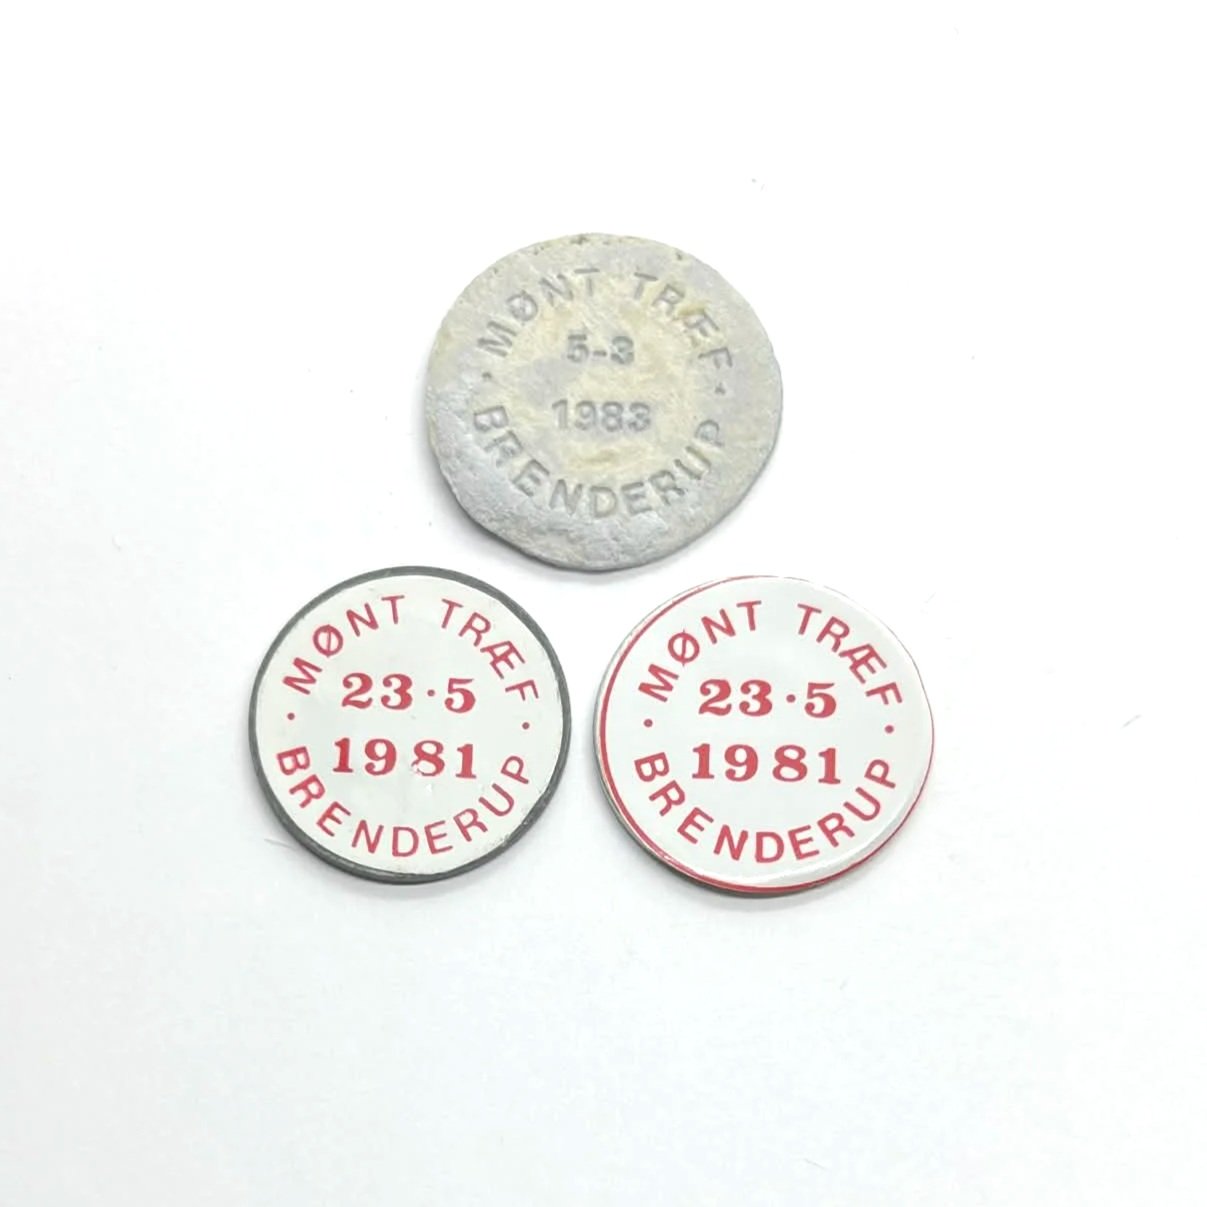 MØNT TRÆF
5-3
1983
· BRENDERUP ·
MØNT TRÆF
23·5
1981
· BRENDERUP ·
MØNT TRÆF
23·5
1981
· BRENDERUP ·